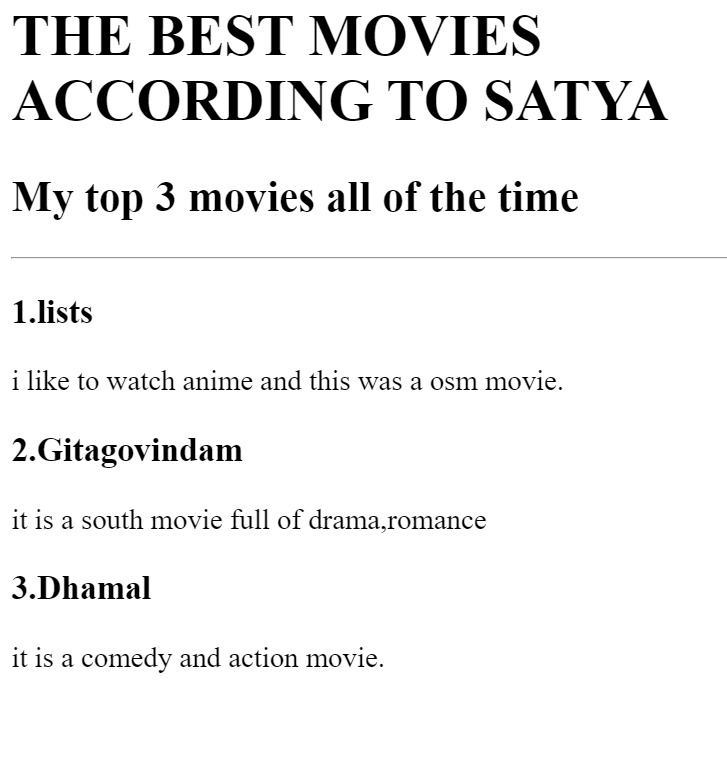 THE BEST MOVIES
ACCORDING TO SATYA
My top 3 movies all of the time
1.lists
i like to watch anime and this was a osm movie.
2.Gitagovindam
it is a south movie full of drama,romance
3.Dhamal
it is a comedy and action movie.